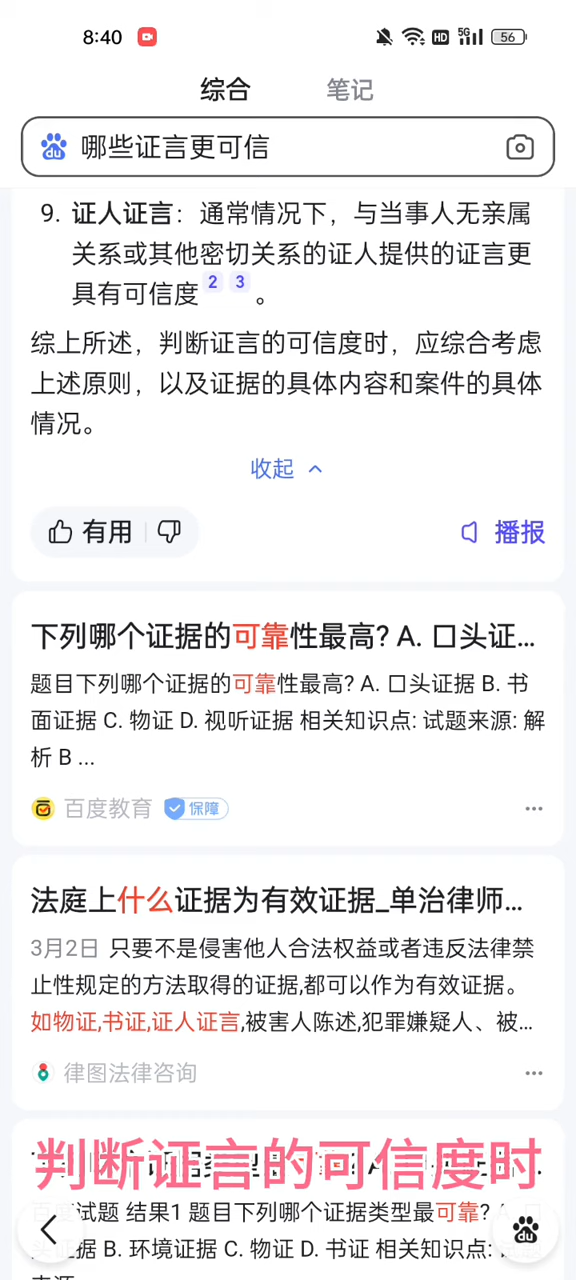 8:40
HD 5G 56
综合 笔记
du 哪些证言更可信
9. 证人证言：通常情况下，与当事人无亲属
关系或其他密切关系的证人提供的证言更
具有可信度 2 3 。
综上所述，判断证言的可信度时，应综合考虑
上述原则，以及证据的具体内容和案件的具体
情况。
收起
有用 播报
下列哪个证据的可靠性最高? A. 口头证...
题目下列哪个证据的可靠性最高? A. 口头证据 B. 书
面证据 C. 物证 D. 视听证据 相关知识点: 试题来源: 解
析 B ...
百度教育 保障
法庭上什么证据为有效证据_单治律师...
3月2日 只要不是侵害他人合法权益或者违反法律禁
止性规定的方法取得的证据,都可以作为有效证据。
如物证,书证,证人证言,被害人陈述,犯罪嫌疑人、被...
律图法律咨询
判断证言的可信度时
试题 结果1 题目下列哪个证据类型最可靠?
据 B. 环境证据 C. 物证 D. 书证 相关知识点:
du